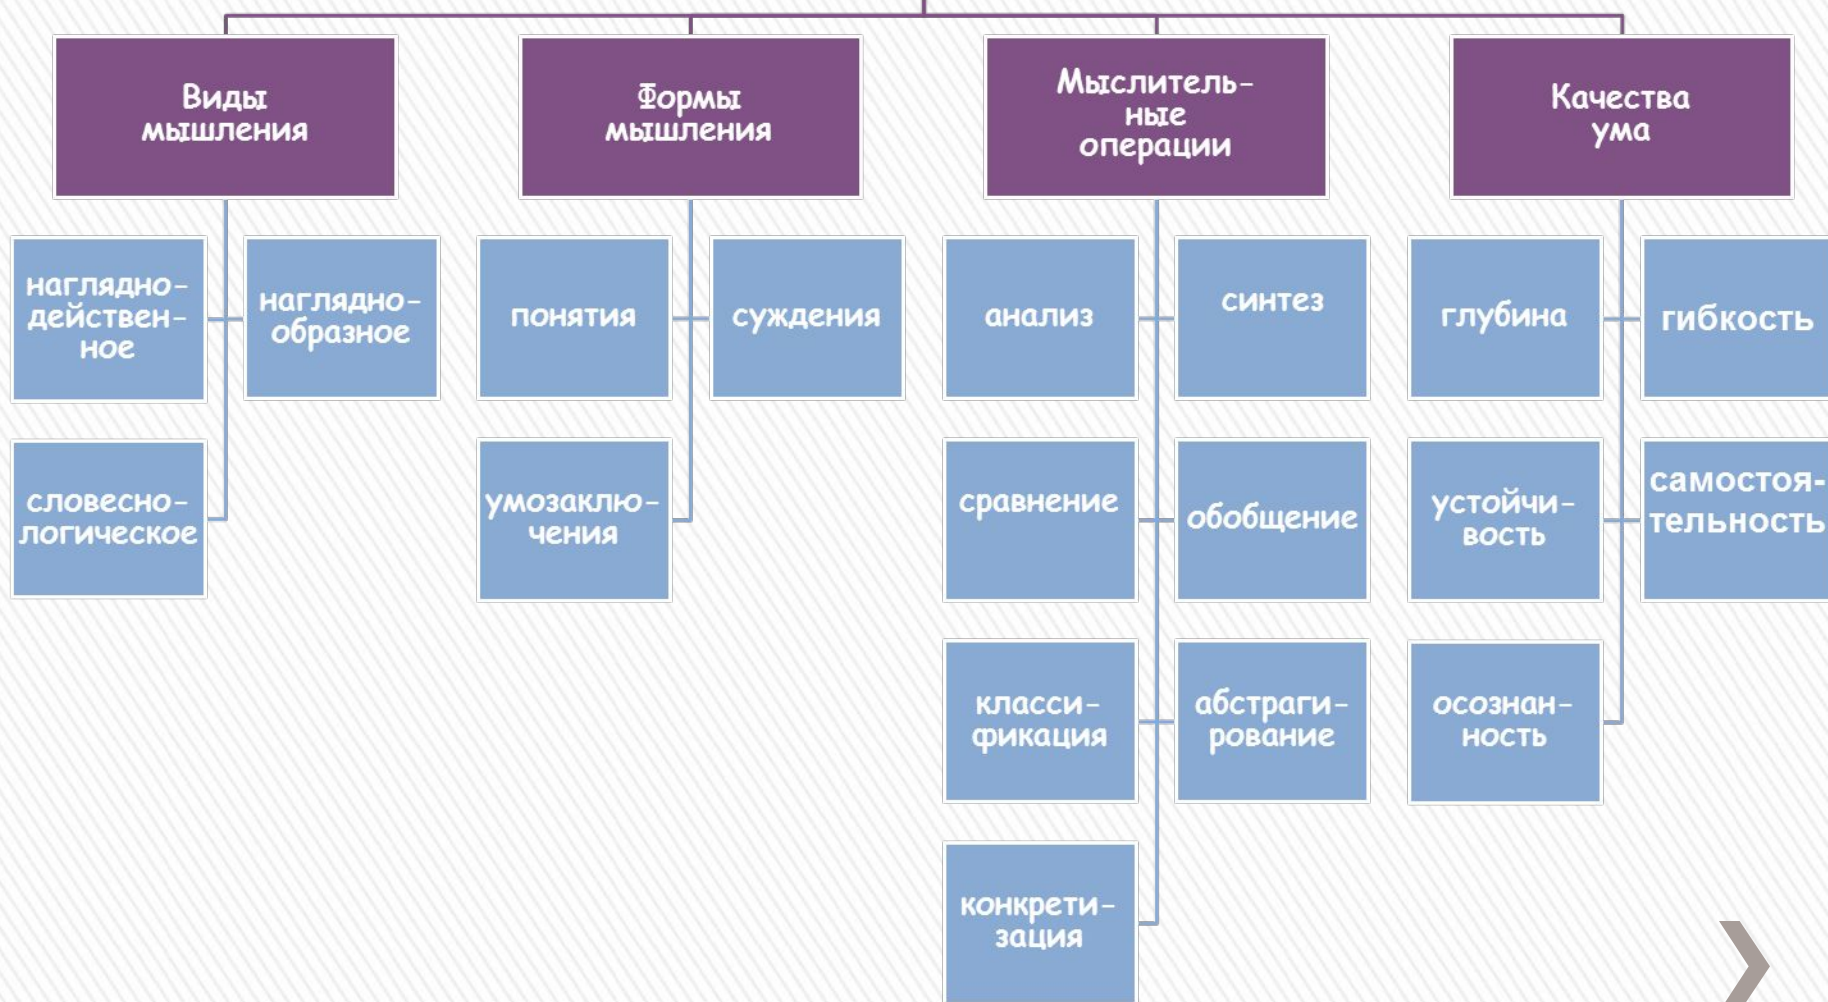 Виды
мышления
Формы
мышления
Мыслитель-
ные
операции
Качества
ума
наглядно-
действен-
ное
наглядно-
образное
словесно-
логическое
понятия
суждения
умозаклю-
чения
анализ
синтез
сравнение
обобщение
класси-
фикация
абстраги-
рование
конкрети-
зация
глубина
гибкость
устойчи-
вость
самостоя-
тельность
осознан-
ность